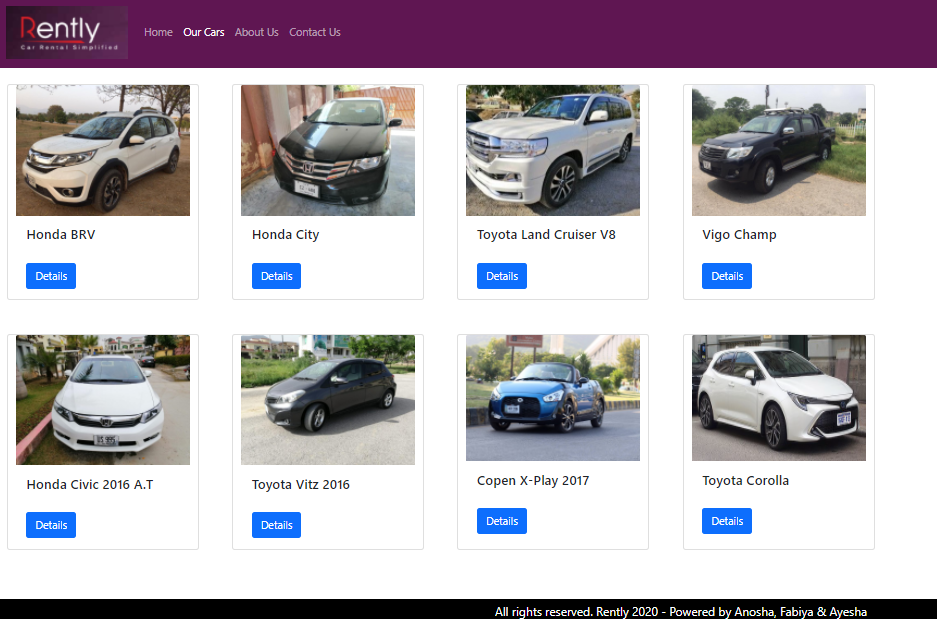 Rently
Car Rental Simplified
Home Our Cars About Us Contact Us
Honda BRV Honda City Toyota Land Cruiser V8 Vigo Champ
Details Details Details Details
Honda Civic 2016 A.T Toyota Vitz 2016 Copen X-Play 2017 Toyota Corolla
Details Details Details Details
All rights reserved. Rently 2020 - Powered by Anosha, Fabiya & Ayesha